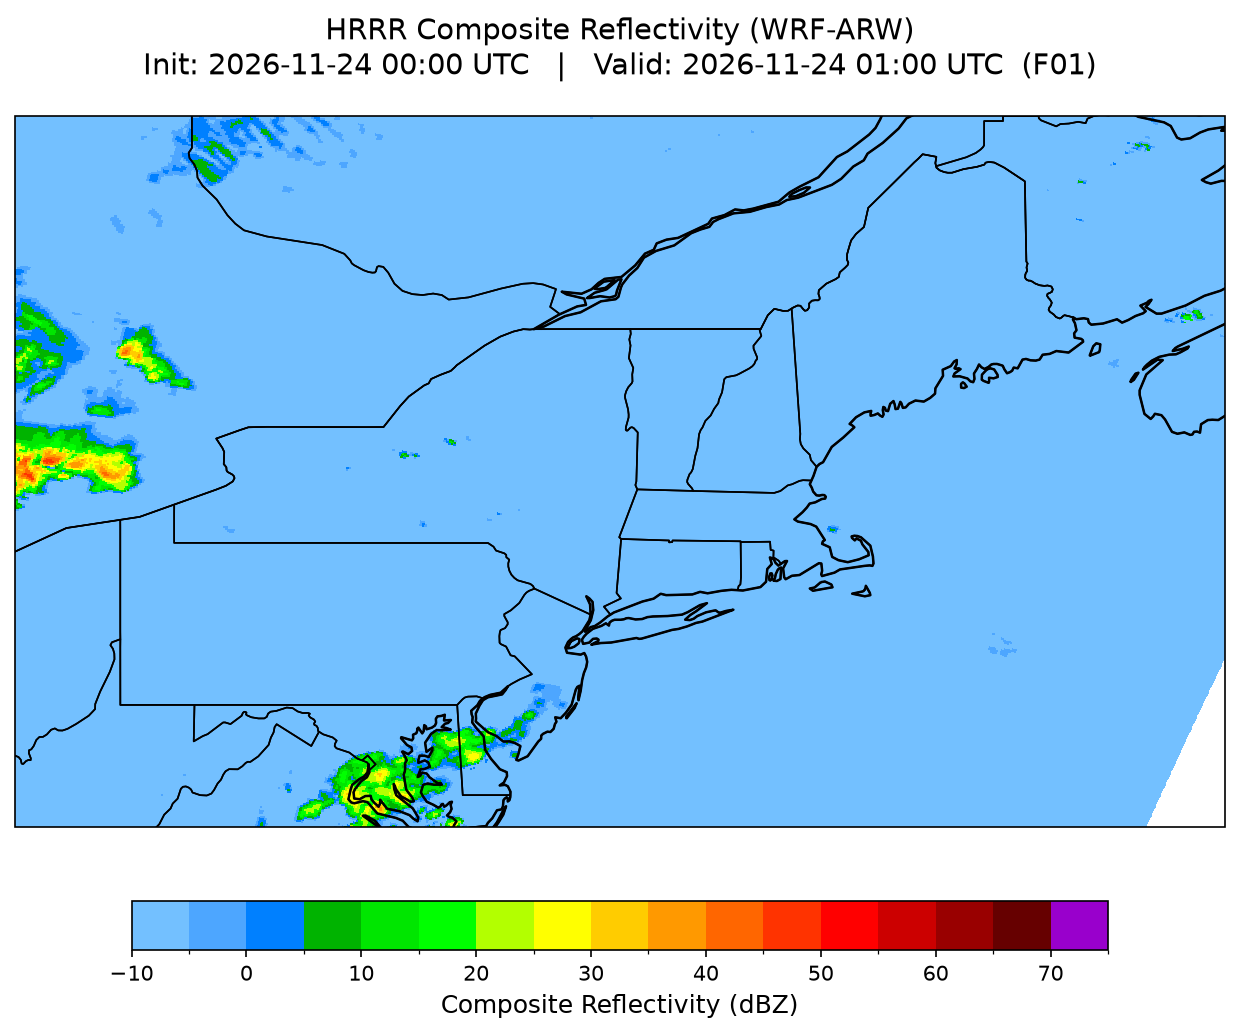 HRRR Composite Reflectivity (WRF-ARW)
Init: 2026-11-24 00:00 UTC | Valid: 2026-11-24 01:00 UTC (F01)
−10 0 10 20 30 40 50 60 70
Composite Reflectivity (dBZ)